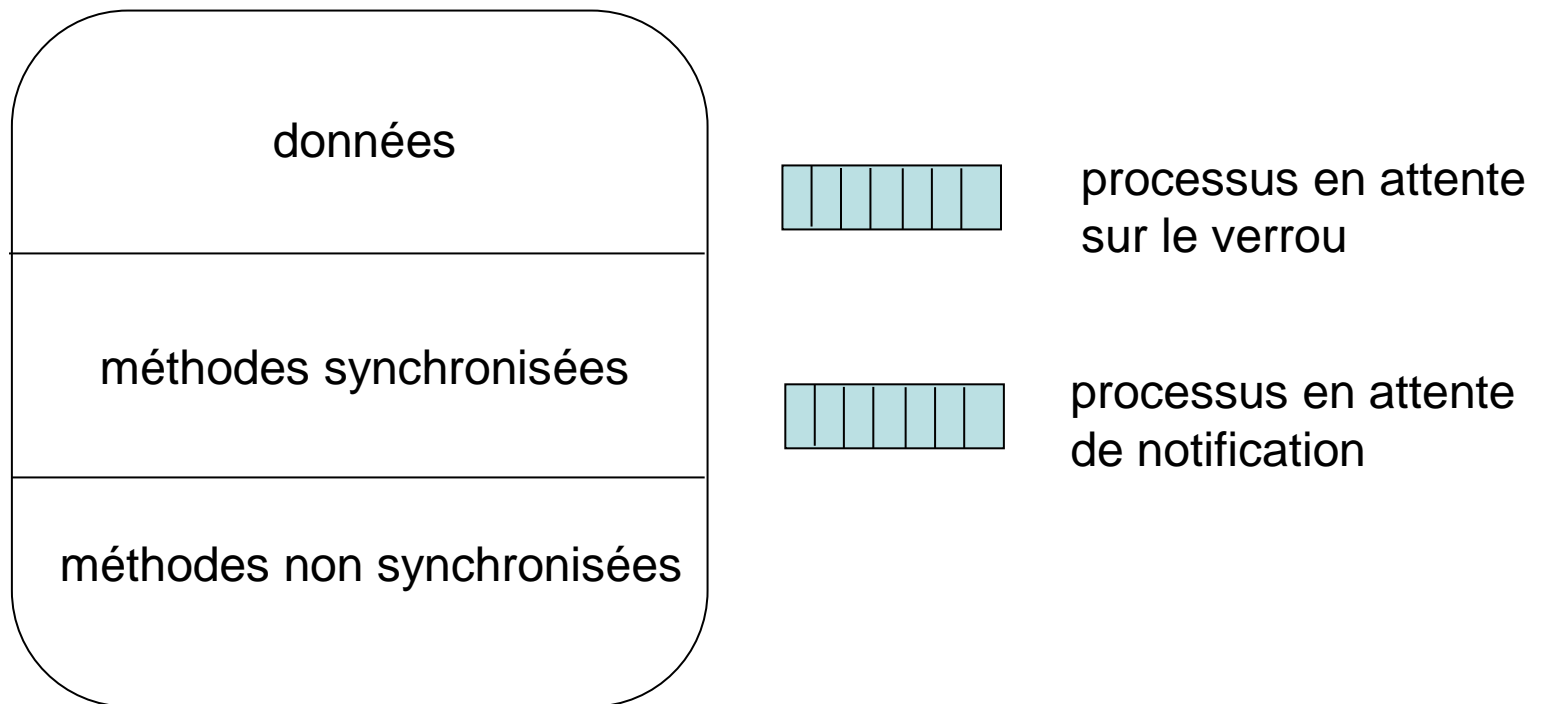 données
processus en attente
sur le verrou
méthodes synchronisées
processus en attente
de notification
méthodes non synchronisées